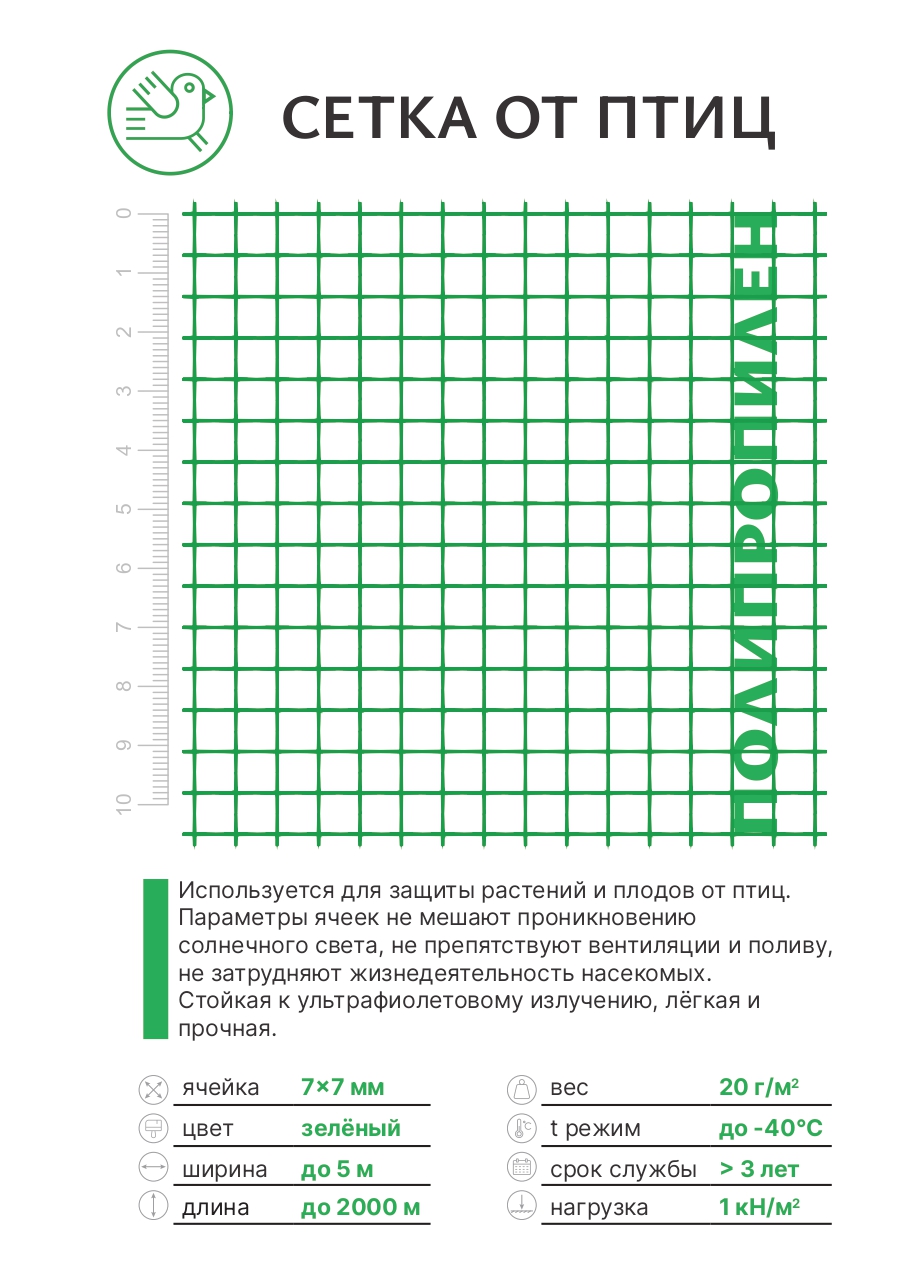 СЕТКА ОТ ПТИЦ
0
1
2
3
4
5
6
7
8
9
10
ПОЛИПРОПИЛЕН
Используется для защиты растений и плодов от птиц.
Параметры ячеек не мешают проникновению
солнечного света, не препятствуют вентиляции и поливу,
не затрудняют жизнедеятельность насекомых.
Стойкая к ультрафиолетовому излучению, лёгкая и
прочная.
ячейка 7×7 мм
цвет зелёный
ширина до 5 м
длина до 2000 м
вес 20 г/м²
°C
t режим до -40°C
срок службы > 3 лет
нагрузка 1 кН/м²